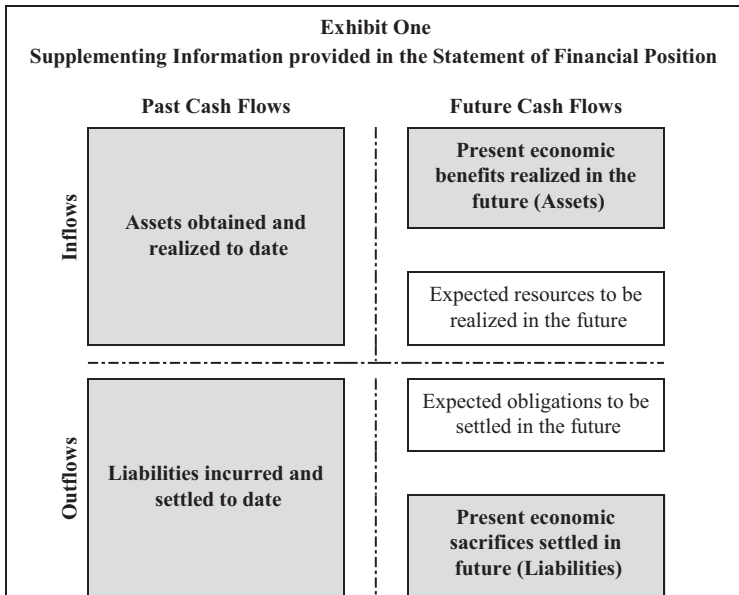 Exhibit One
Supplementing Information provided in the Statement of Financial Position
Past Cash Flows
Future Cash Flows
Inflows
Assets obtained and
realized to date
Present economic
benefits realized in the
future (Assets)
Expected resources to be
realized in the future
Outflows
Liabilities incurred and
settled to date
Expected obligations to be
settled in the future
Present economic
sacrifices settled in
future (Liabilities)